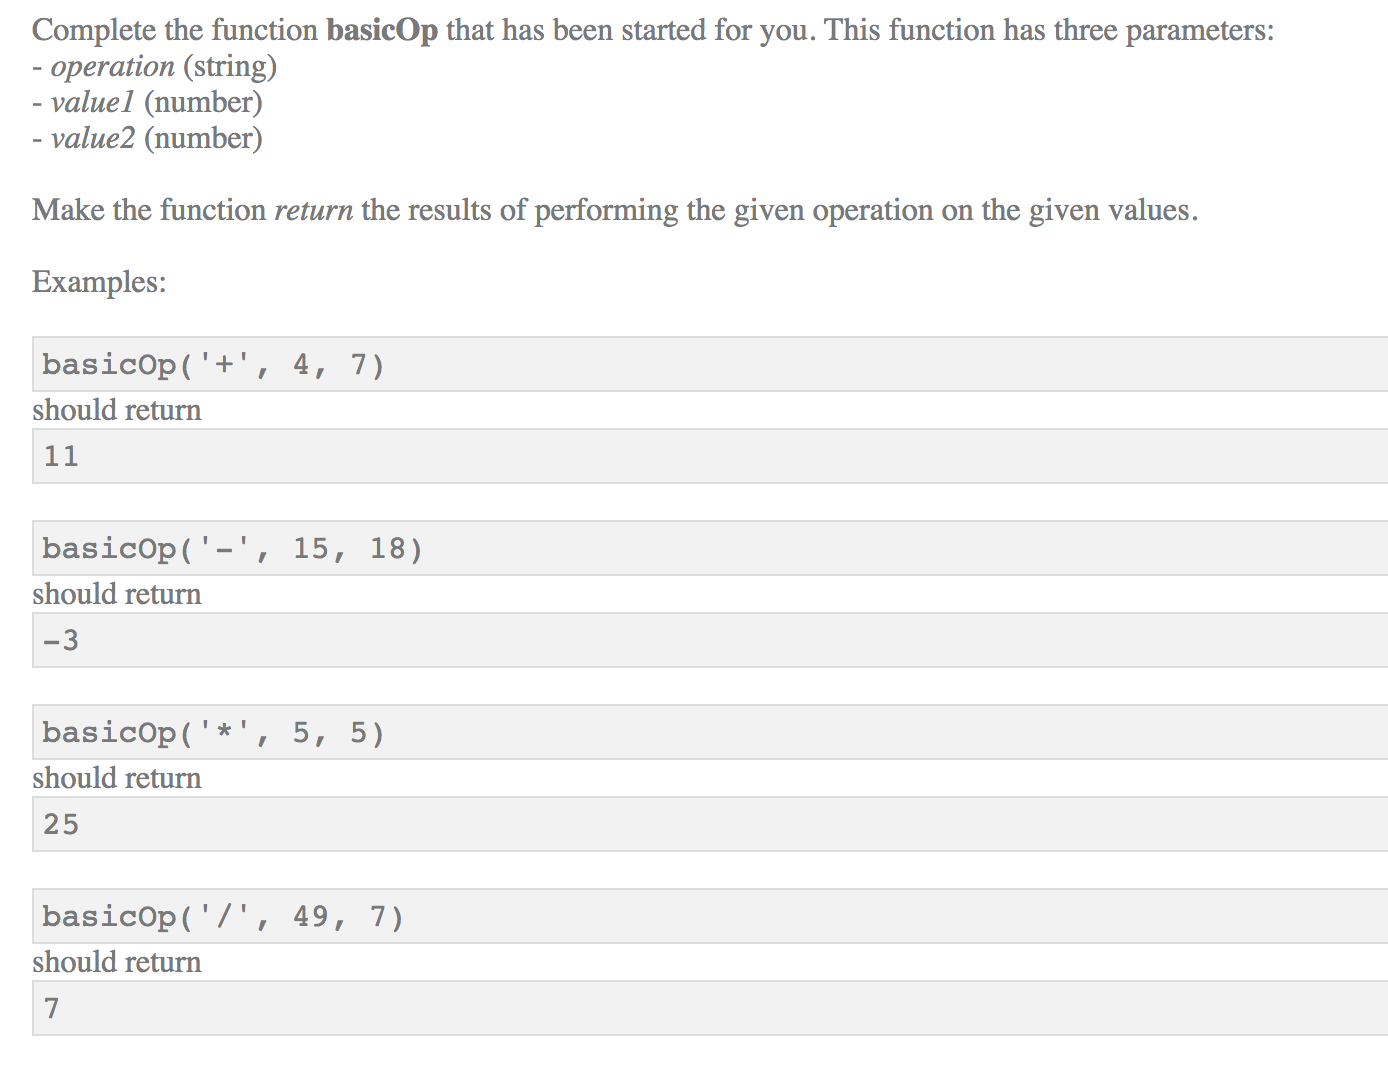 Complete the function basicOp that has been started for you. This function has three parameters:
- operation (string)
- value1 (number)
- value2 (number)
Make the function return the results of performing the given operation on the given values.
Examples:
basicOp('+', 4, 7)
should return
11
basicOp('-', 15, 18)
should return
-3
basicOp('*', 5, 5)
should return
25
basicOp('/', 49, 7)
should return
7